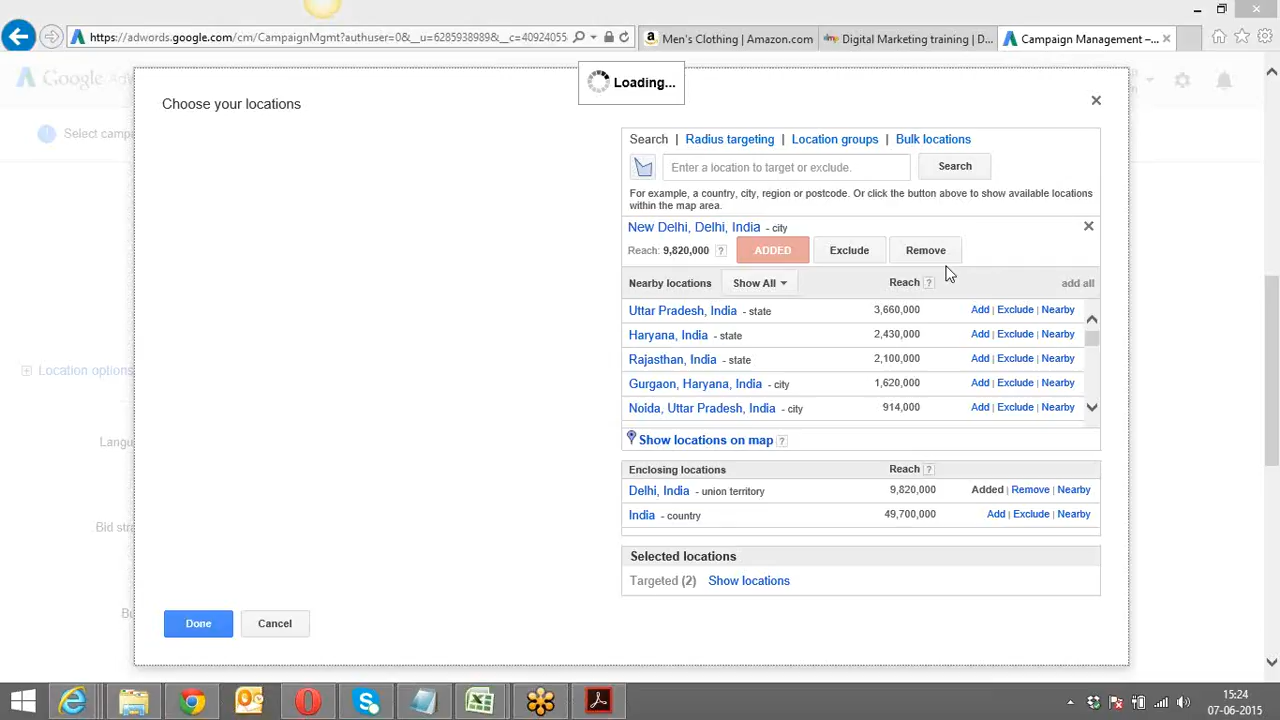 https://adwords.google.com/cm/CampaignMgmt?authuser=0&__u=6285938989&__c=40924055
Men's Clothing | Amazon.com
Digital Marketing training | D...
Campaign Management –...
Google
Loading...
Choose your locations
Select camp
Search | Radius targeting | Location groups | Bulk locations
Enter a location to target or exclude.
Search
For example, a country, city, region or postcode. Or click the button above to show available locations
within the map area.
New Delhi, Delhi, India - city
Reach: 9,820,000 ? ADDED Exclude Remove
Nearby locations Show All Reach ? add all
Uttar Pradesh, India - state 3,660,000 Add | Exclude | Nearby
Haryana, India - state 2,430,000 Add | Exclude | Nearby
Rajasthan, India - state 2,100,000 Add | Exclude | Nearby
Gurgaon, Haryana, India - city 1,620,000 Add | Exclude | Nearby
Noida, Uttar Pradesh, India - city 914,000 Add | Exclude | Nearby
Location options
Show locations on map ?
Langu
Enclosing locations Reach ?
Delhi, India - union territory 9,820,000 Added | Remove | Nearby
India - country 49,700,000 Add | Exclude | Nearby
Bid stra
Selected locations
Targeted (2) Show locations
Done
Cancel
15:24
07-06-2015